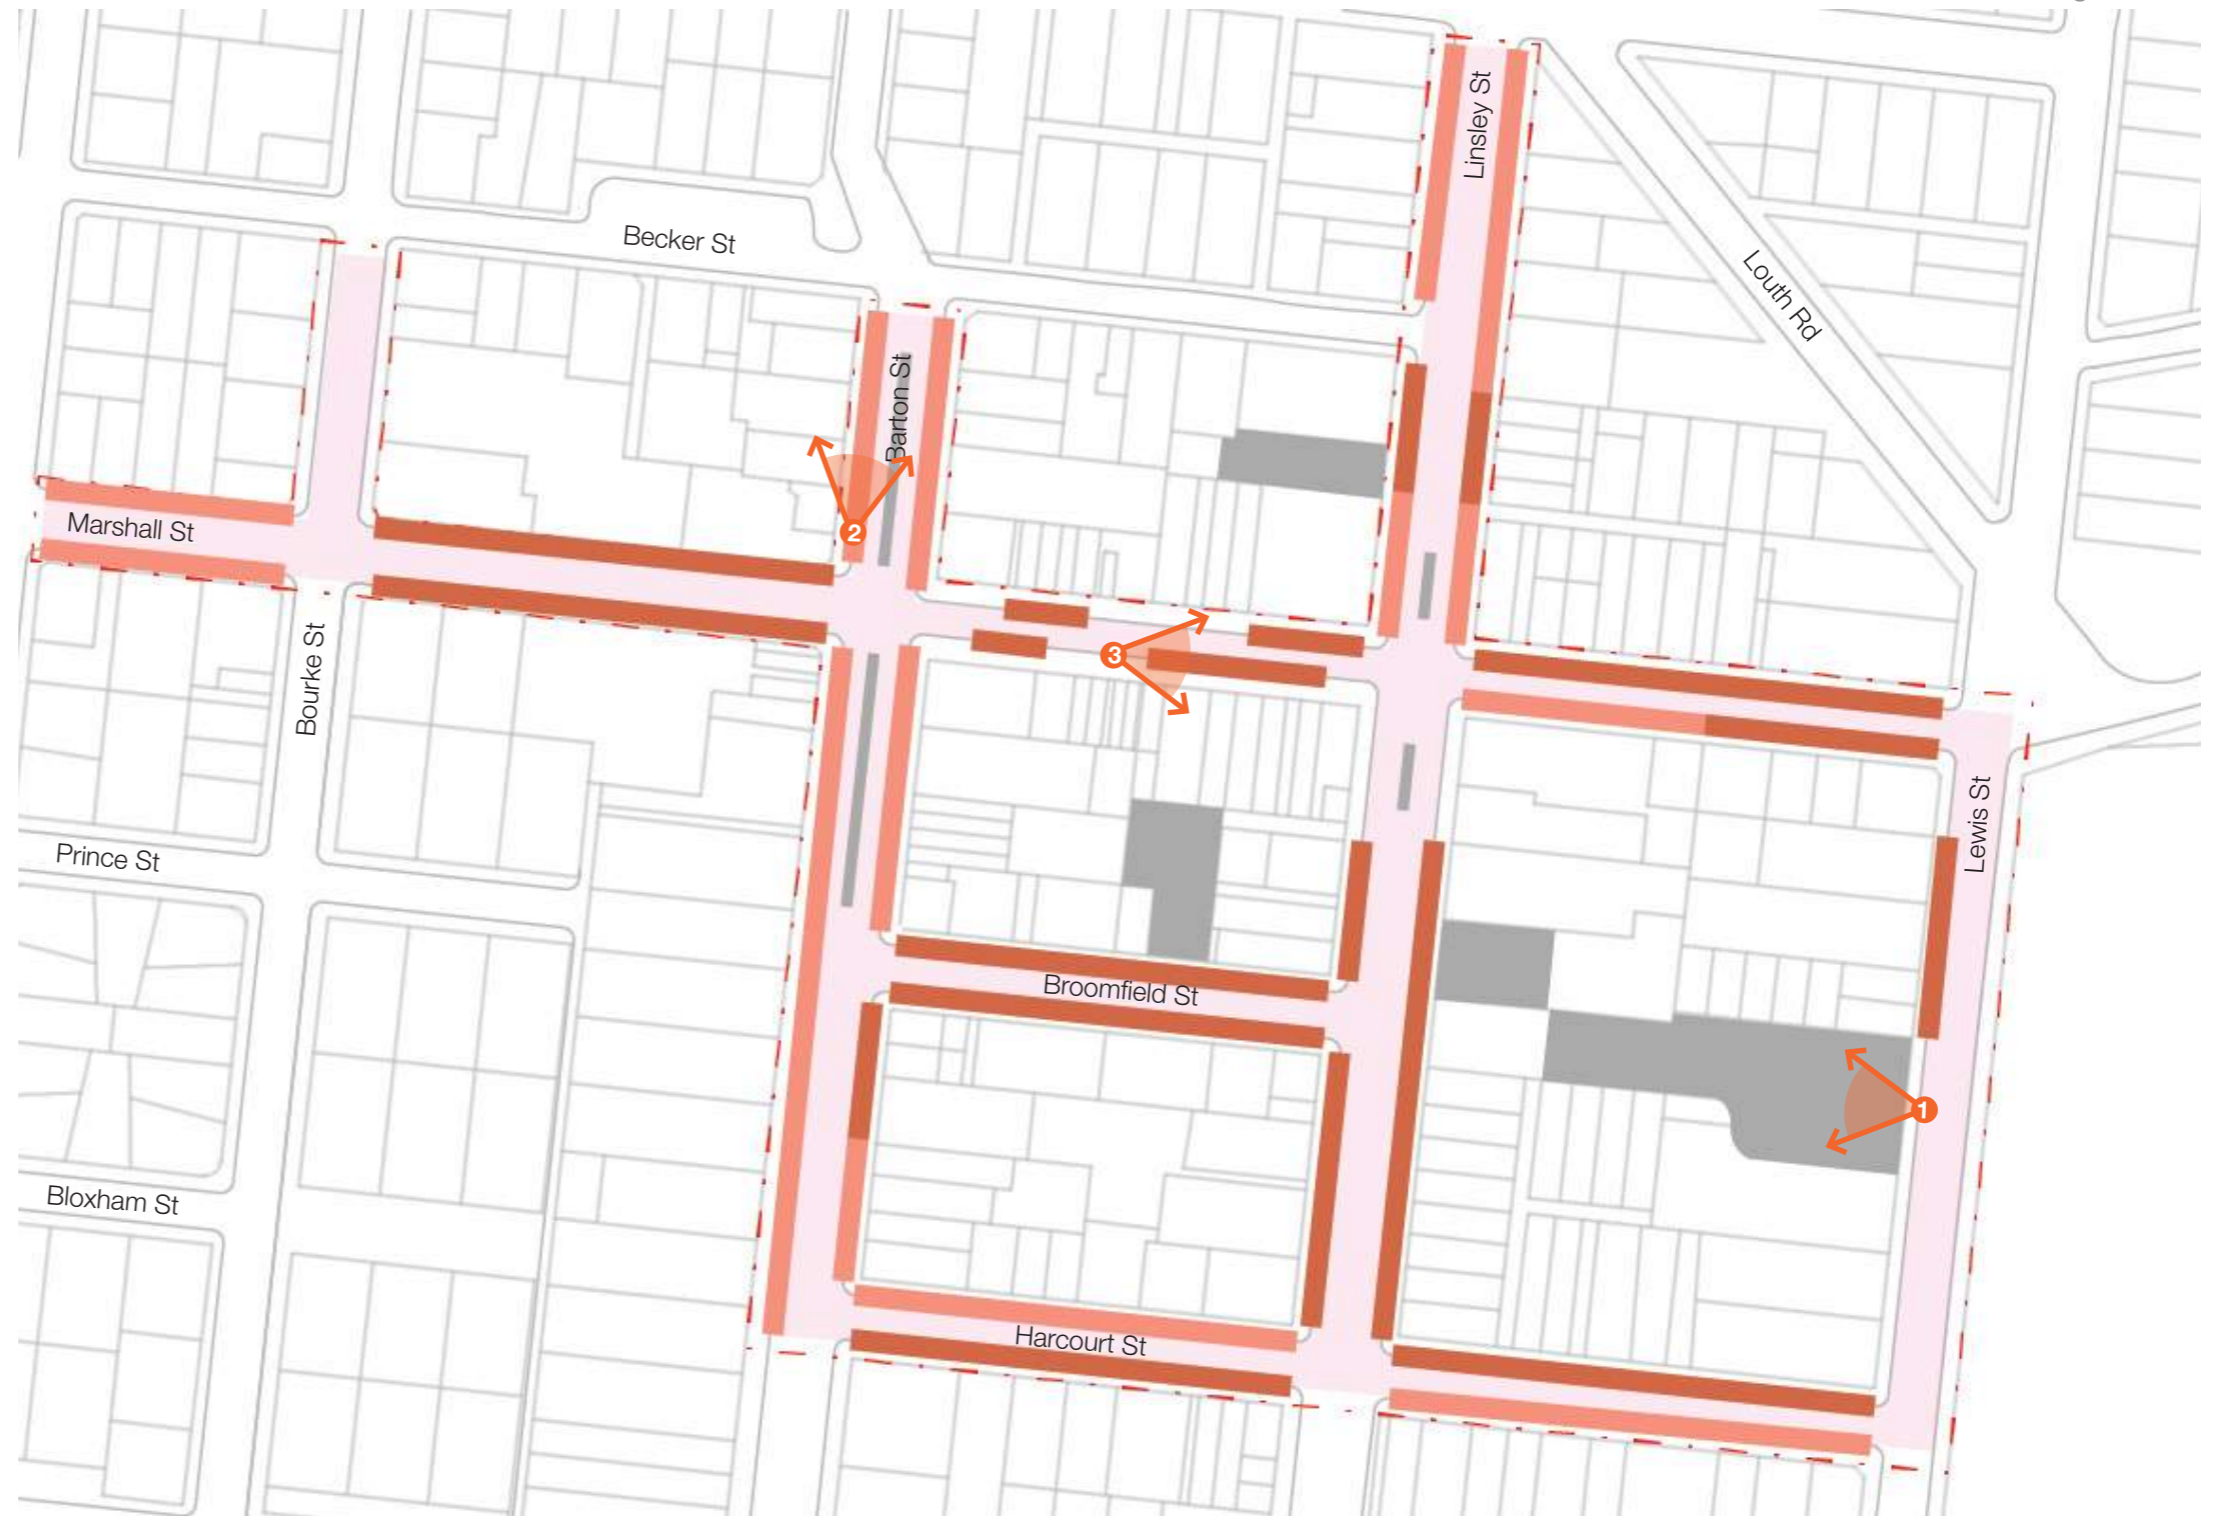 Linsley St
Becker St
Louth Rd
Barton St
2
Marshall St
Bourke St
3
Lewis St
Prince St
Broomfield St
1
Bloxham St
Harcourt St